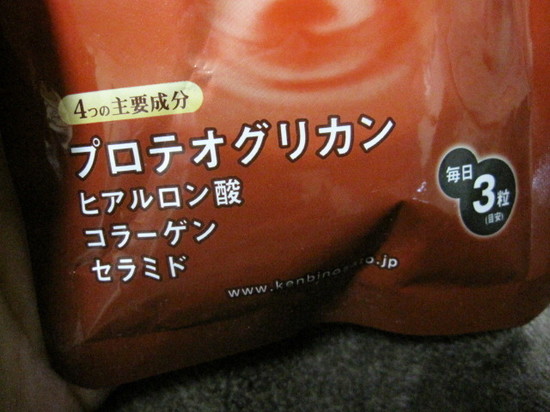 4つの主要成分
プロテオグリカン
ヒアルロン酸
コラーゲン
セラミド
毎日
3粒
(目安)